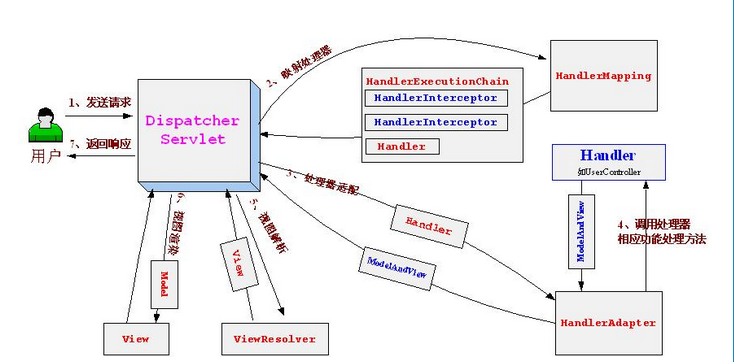 1、发送请求
7、返回响应
用户
Dispatcher
Servlet
2、映射处理器
HandlerExecutionChain
HandlerInterceptor
HandlerInterceptor
Handler
HandlerMapping
3、处理器适配
Handler
ModelAndView
Handler
如UserController
ModelAndView
4、调用处理器
相应功能处理方法
HandlerAdapter
5、视图解析
View
ViewResolver
6、视图渲染
Model
View